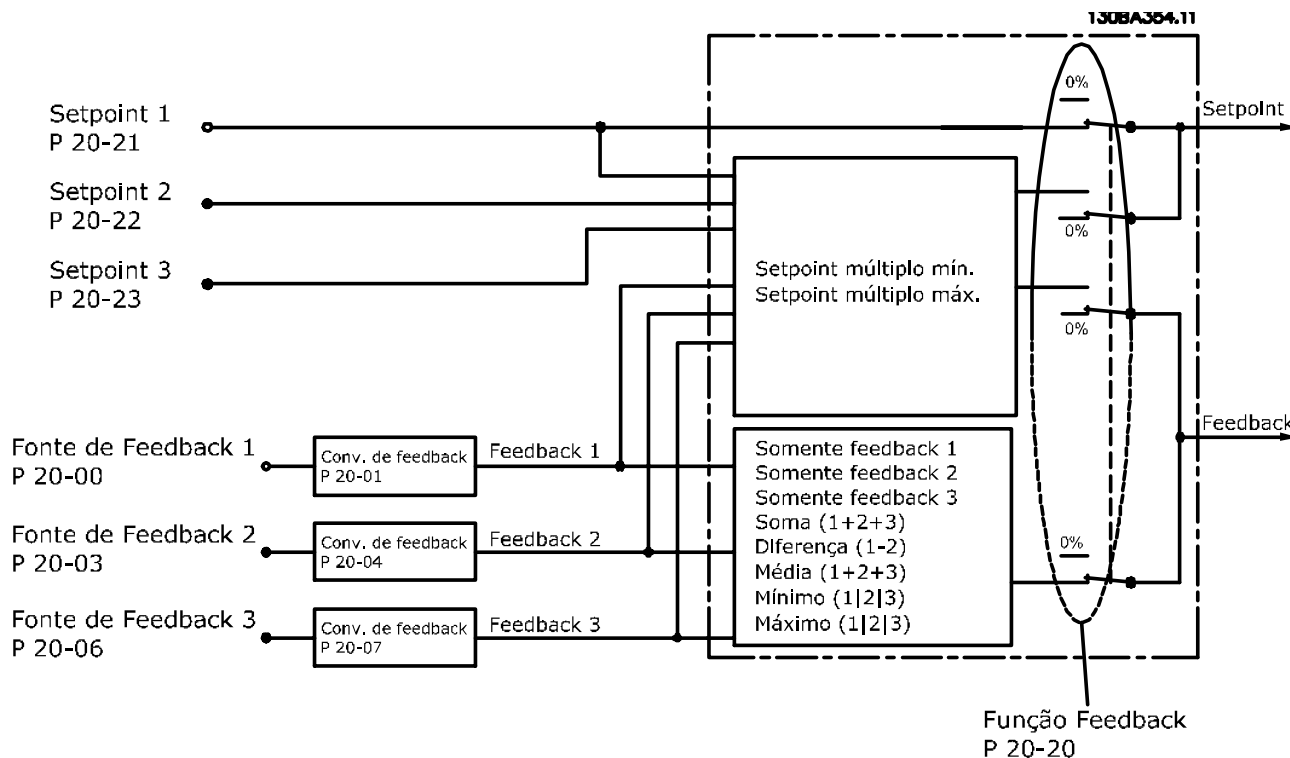 130BA354.11
Setpoint 1
P 20-21
Setpoint 2
P 20-22
Setpoint 3
P 20-23
0%
Setpoint
0%
Setpoint múltiplo mín.
Setpoint múltiplo máx.
0%
Feedback
Fonte de Feedback 1
P 20-00
Conv. de feedback
P 20-01
Feedback 1
Fonte de Feedback 2
P 20-03
Conv. de feedback
P 20-04
Feedback 2
Fonte de Feedback 3
P 20-06
Conv. de feedback
P 20-07
Feedback 3
Somente feedback 1
Somente feedback 2
Somente feedback 3
Soma (1+2+3)
Diferença (1-2)
Média (1+2+3)
Mínimo (1|2|3)
Máximo (1|2|3)
0%
Função Feedback
P 20-20